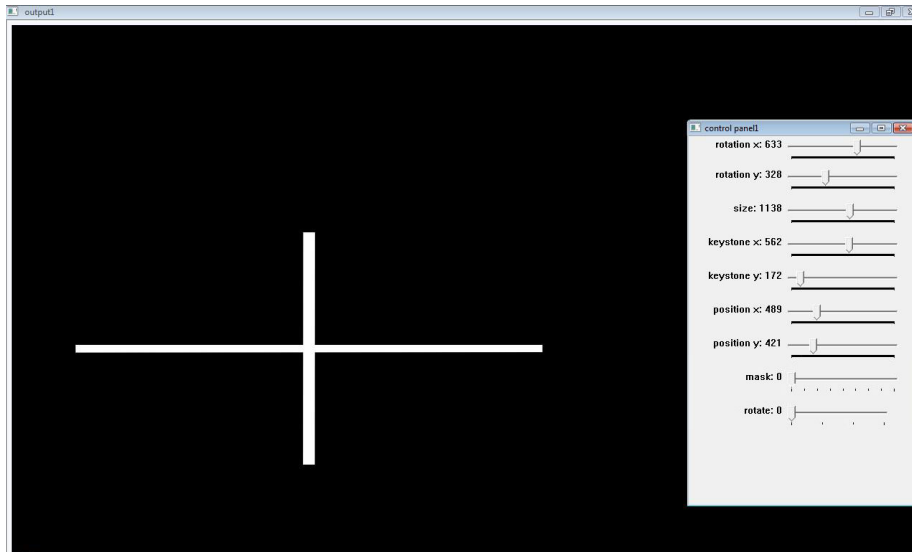 output1
control panel1
rotation x: 633
rotation y: 328
size: 1138
keystone x: 562
keystone y: 172
position x: 489
position y: 421
mask: 0
rotate: 0